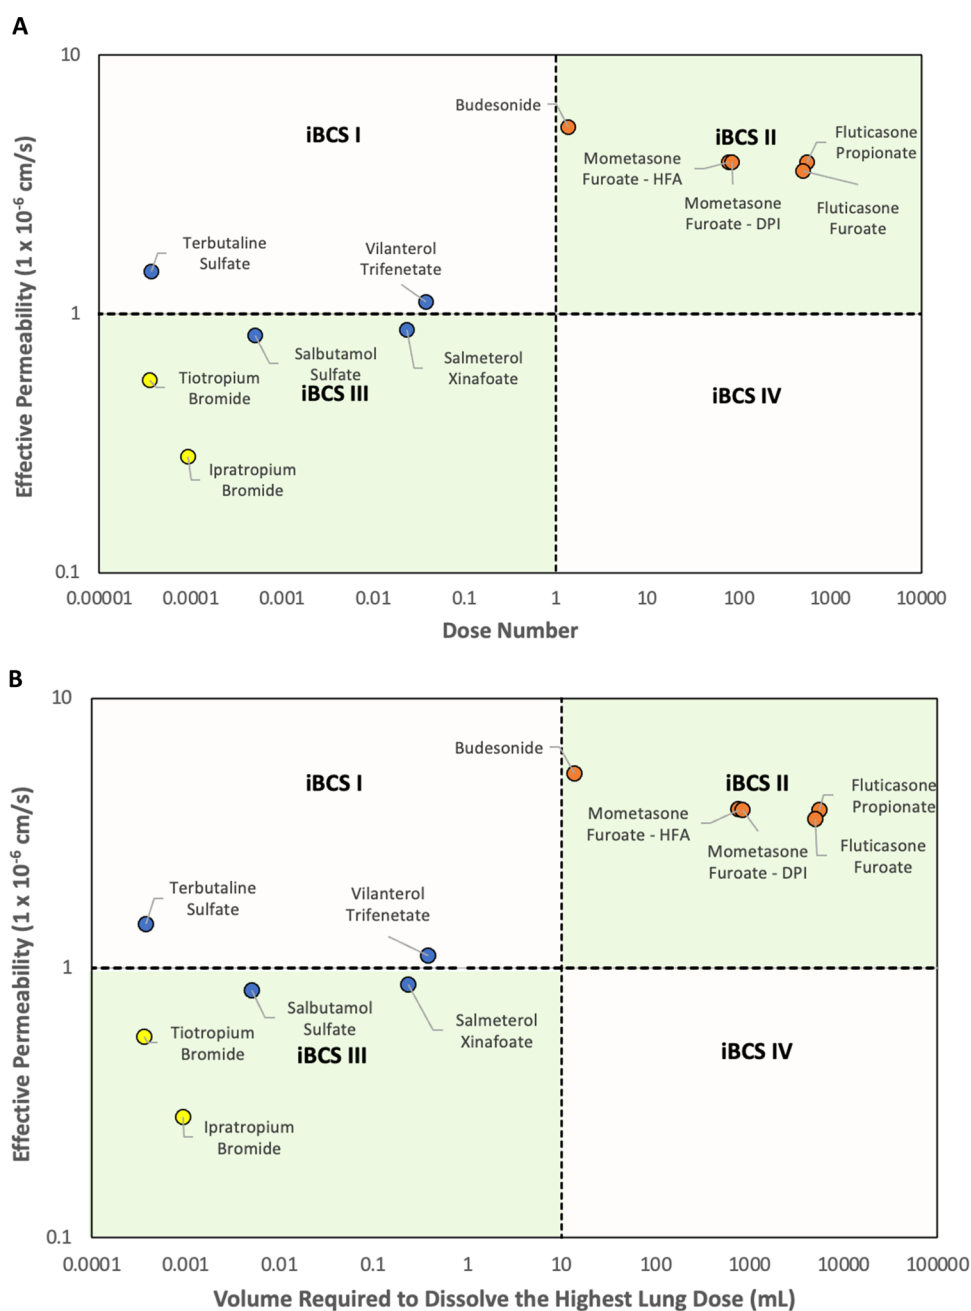 A
10
Budesonide
iBCS I
iBCS II
Fluticasone
Propionate
Mometasone
Furoate - HFA
Mometasone
Furoate - DPI
Fluticasone
Furoate
Terbutaline
Sulfate
Vilanterol
Trifenetate
1
Salbutamol
Sulfate
Salmeterol
Xinafoate
Tiotropium
Bromide
iBCS III
iBCS IV
Ipratropium
Bromide
0.1
Effective Permeability (1 x 10-6 cm/s)
0.00001 0.0001 0.001 0.01 0.1 1 10 100 1000 10000
Dose Number
B
10
Budesonide
iBCS I
iBCS II
Fluticasone
Propionate
Mometasone
Furoate - HFA
Mometasone
Furoate - DPI
Fluticasone
Furoate
Terbutaline
Sulfate
Vilanterol
Trifenetate
1
Salbutamol
Sulfate
Salmeterol
Xinafoate
Tiotropium
Bromide
iBCS III
iBCS IV
Ipratropium
Bromide
0.1
Effective Permeability (1 x 10-6 cm/s)
0.0001 0.001 0.01 0.1 1 10 100 1000 10000 100000
Volume Required to Dissolve the Highest Lung Dose (mL)